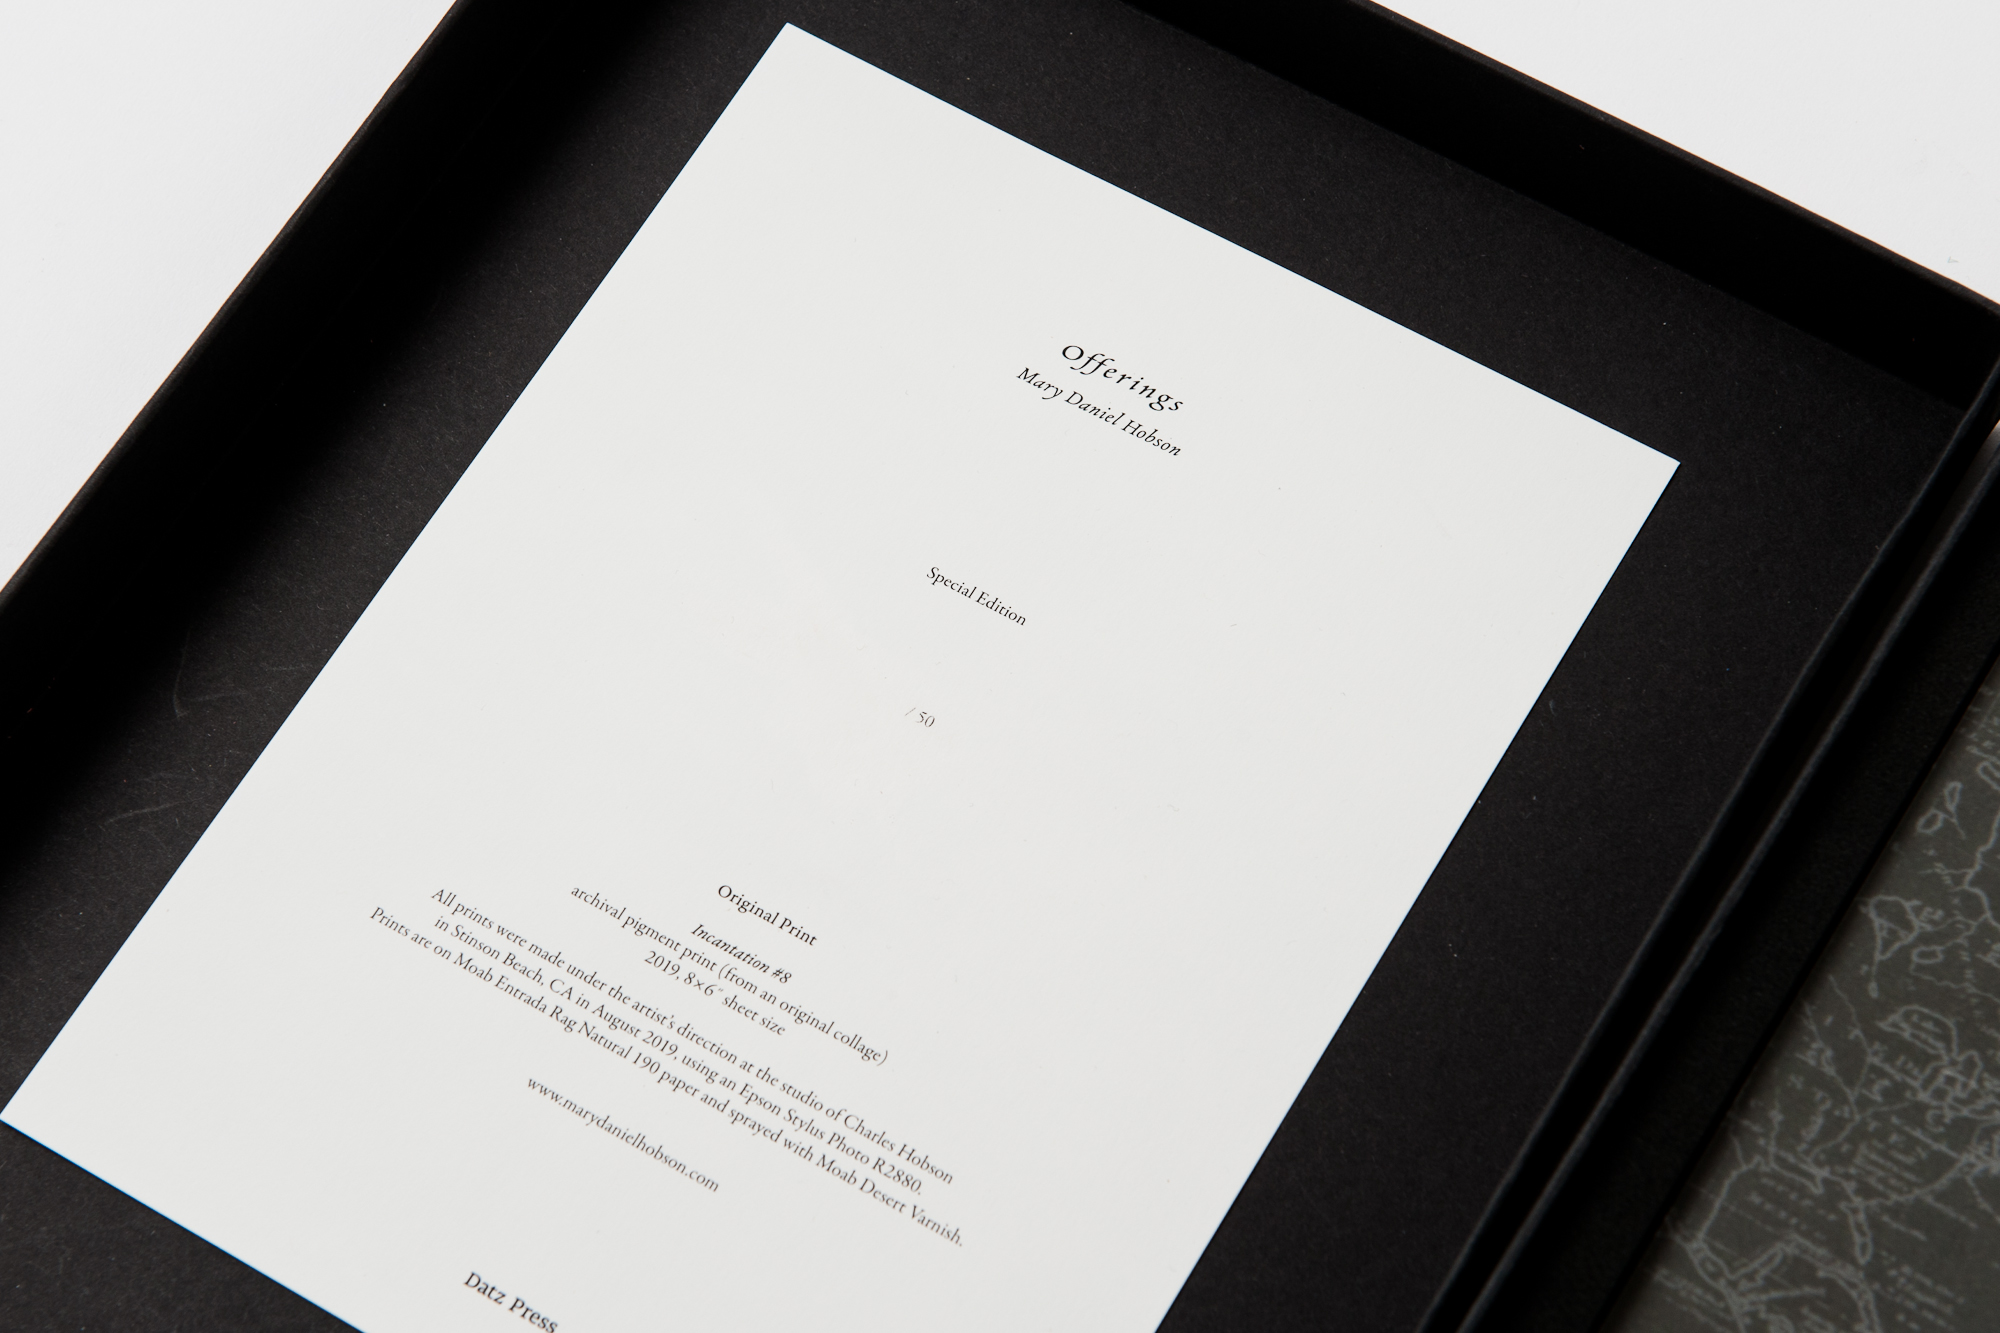 Offerings
Mary Daniel Hobson
Special Edition
/ 50
Original Print
Incantation #8
archival pigment print (from an original collage)
2019, 8×6" sheet size
All prints were made under the artist's direction at the studio of Charles Hobson
in Stinson Beach, CA in August 2019, using an Epson Stylus Photo R2880.
Prints are on Moab Entrada Rag Natural 190 paper and sprayed with Moab Desert Varnish.
www.marydanielhobson.com
Datz Press